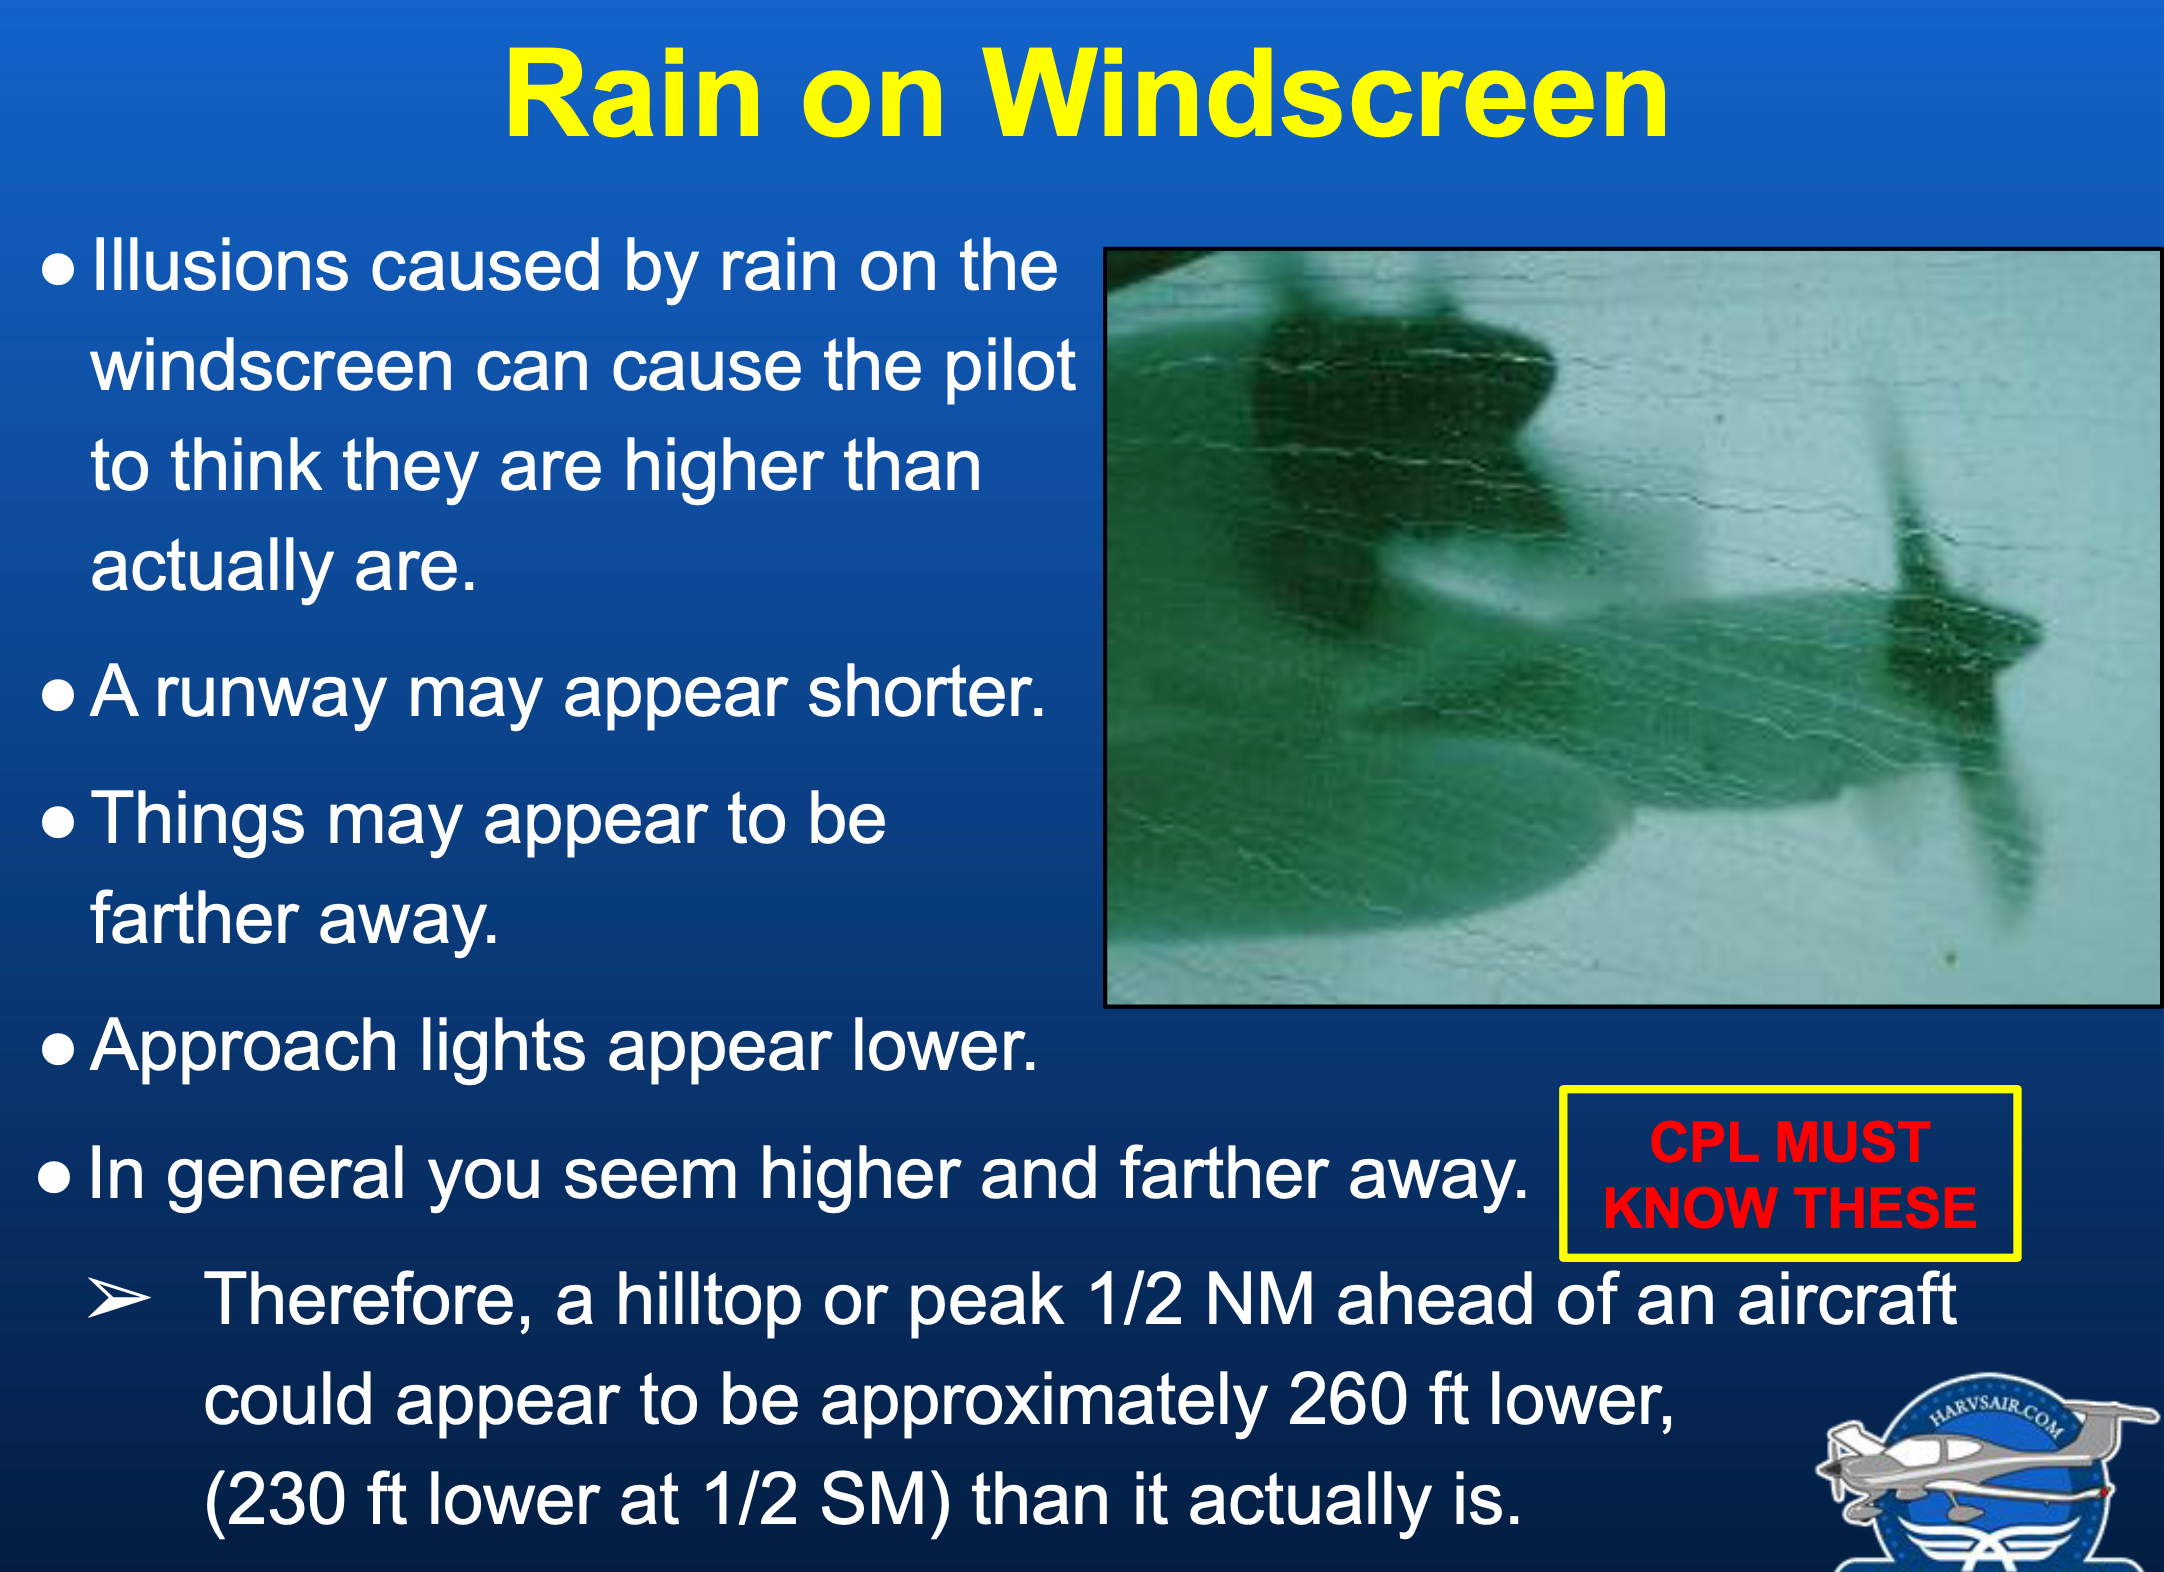 Rain on Windscreen
● Illusions caused by rain on the
windscreen can cause the pilot
to think they are higher than
actually are.
● A runway may appear shorter.
● Things may appear to be
farther away.
● Approach lights appear lower.
● In general you seem higher and farther away.
CPL MUST
KNOW THESE
➢ Therefore, a hilltop or peak 1/2 NM ahead of an aircraft
could appear to be approximately 260 ft lower,
(230 ft lower at 1/2 SM) than it actually is.
HARVSAIR.COM